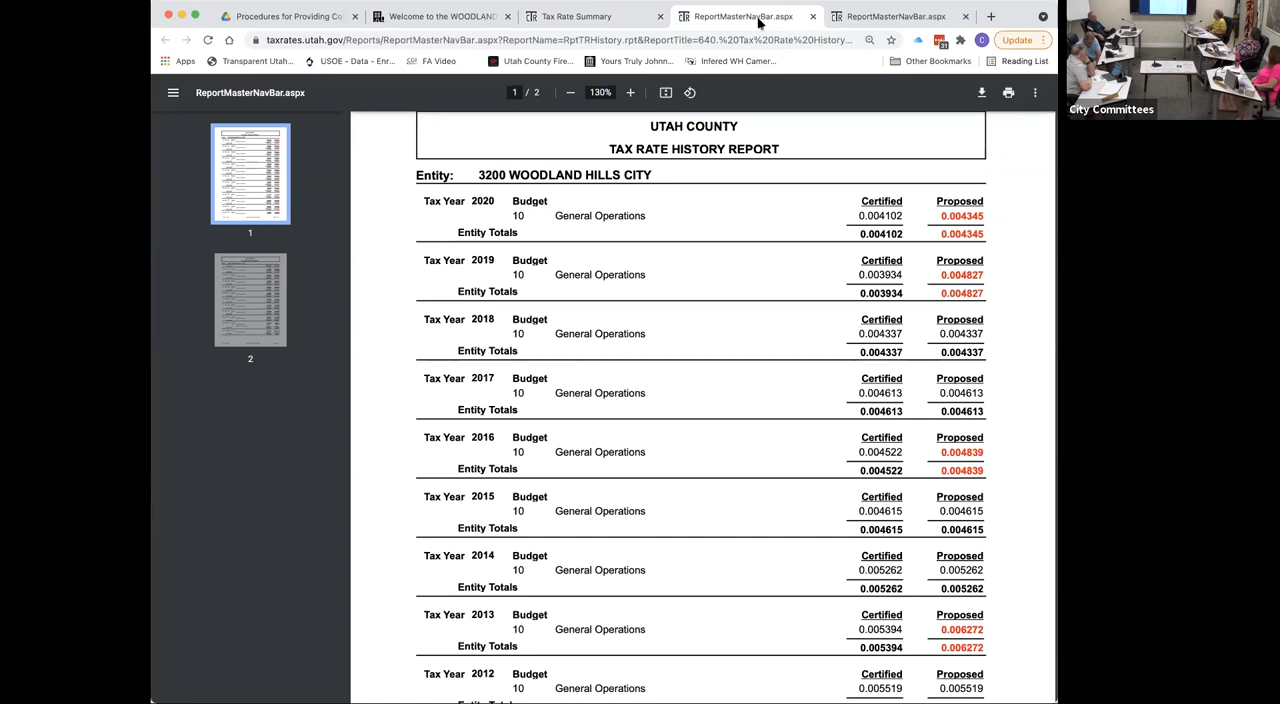 Procedures for Providing Co
Welcome to the WOODLAND
Tax Rate Summary
ReportMasterNavBar.aspx
ReportMasterNavBar.aspx
taxrates.utah.gov/Reports/ReportMasterNavBar.aspx?ReportName=RptTRHistory.rpt&ReportTitle=640.%20Tax%20Rate%20History...
31
C
Update
Apps
Transparent Utah...
USOE - Data - Enr...
FA Video
Utah County Fire...
Yours Truly Johnn...
Infered WH Camer...
Other Bookmarks
Reading List
ReportMasterNavBar.aspx
1 / 2
130%
1
2
UTAH COUNTY
TAX RATE HISTORY REPORT
Entity: 3200 WOODLAND HILLS CITY
Tax Year 2020 Budget Certified Proposed
10 General Operations 0.004102 0.004345
Entity Totals 0.004102 0.004345
Tax Year 2019 Budget Certified Proposed
10 General Operations 0.003934 0.004827
Entity Totals 0.003934 0.004827
Tax Year 2018 Budget Certified Proposed
10 General Operations 0.004337 0.004337
Entity Totals 0.004337 0.004337
Tax Year 2017 Budget Certified Proposed
10 General Operations 0.004613 0.004613
Entity Totals 0.004613 0.004613
Tax Year 2016 Budget Certified Proposed
10 General Operations 0.004522 0.004839
Entity Totals 0.004522 0.004839
Tax Year 2015 Budget Certified Proposed
10 General Operations 0.004615 0.004615
Entity Totals 0.004615 0.004615
Tax Year 2014 Budget Certified Proposed
10 General Operations 0.005262 0.005262
Entity Totals 0.005262 0.005262
Tax Year 2013 Budget Certified Proposed
10 General Operations 0.005394 0.006272
Entity Totals 0.005394 0.006272
Tax Year 2012 Budget Certified Proposed
10 General Operations 0.005519 0.005519
City Committees